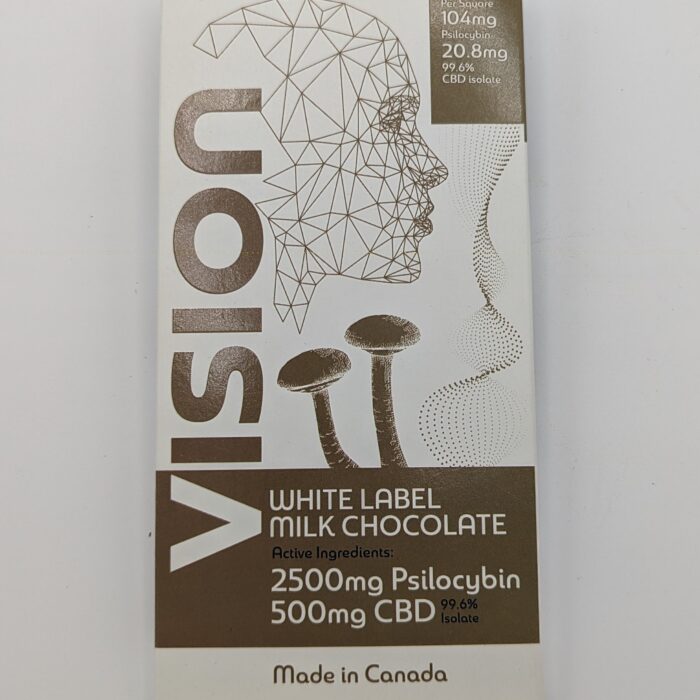 Per Square
104mg
Psilocybin
20.8mg
99.6%
CBD isolate
Vision
WHITE LABEL
MILK CHOCOLATE
Active Ingredients:
2500mg Psilocybin
500mg CBD 99.6%
Isolate
Made in Canada